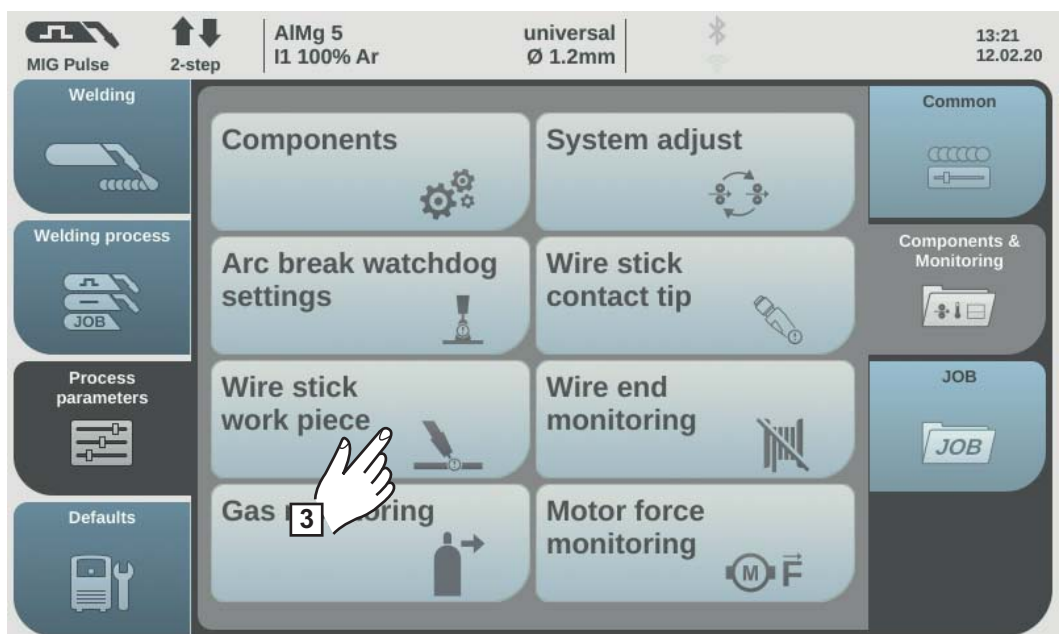 MIG Pulse
2-step
AlMg 5
I1 100% Ar
universal
Ø 1.2mm
13:21
12.02.20
Welding
Welding process
JOB
Process
parameters
Defaults
Components
System adjust
Arc break watchdog
settings
Wire stick
contact tip
Wire stick
work piece
Wire end
monitoring
Gas
3
Motor force
monitoring
M F
Common
Components &
Monitoring
JOB
JOB